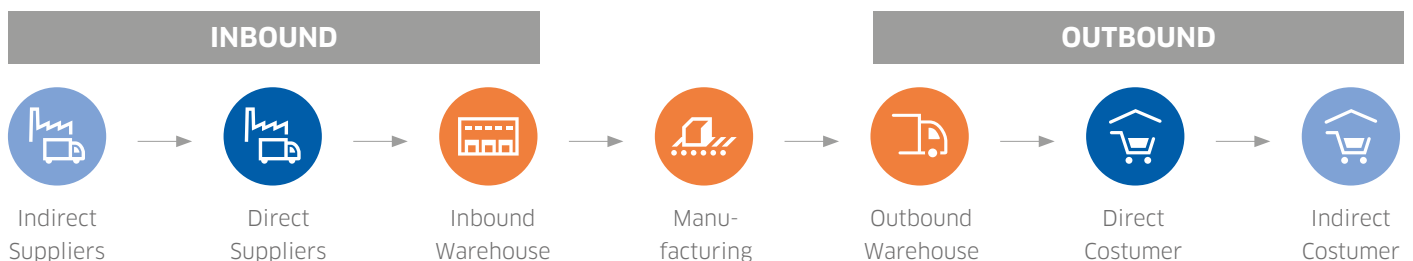 INBOUND
OUTBOUND
Indirect
Suppliers
Direct
Suppliers
Inbound
Warehouse
Manu-
facturing
Outbound
Warehouse
Direct
Costumer
Indirect
Costumer